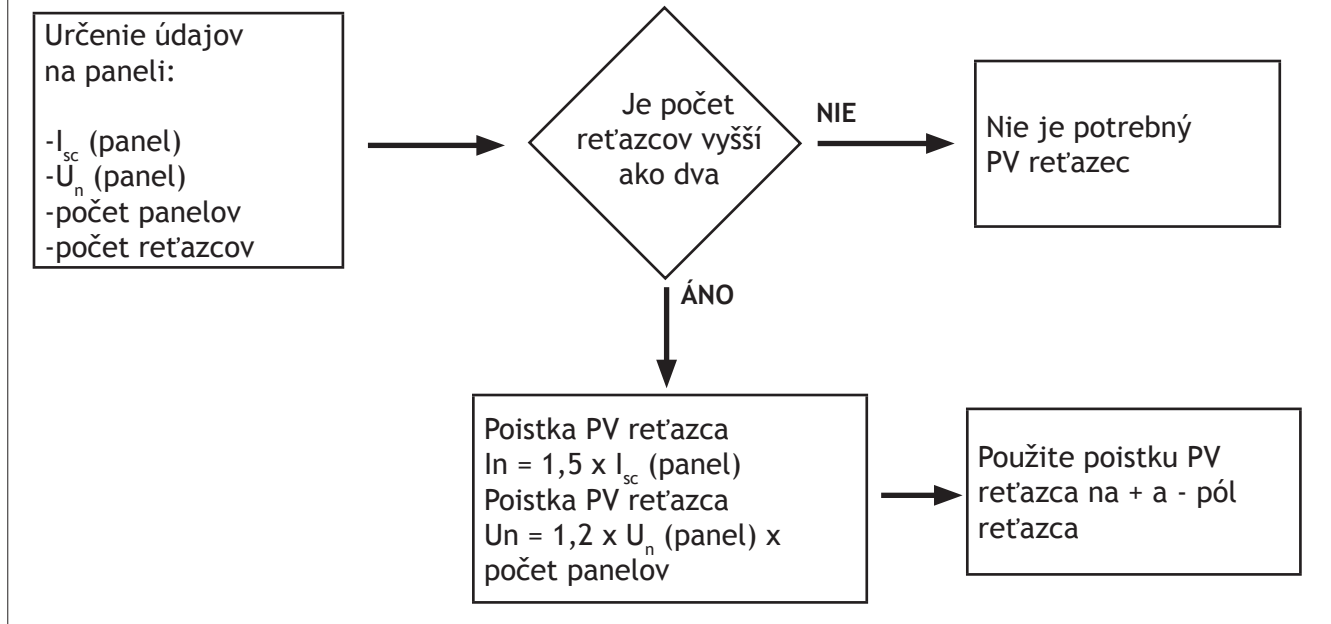 Určenie údajov
na paneli:
-Isc (panel)
-Un (panel)
-počet panelov
-počet reťazcov
Je počet
reťazcov vyšší
ako dva
NIE
Nie je potrebný
PV reťazec
ÁNO
Poistka PV reťazca
In = 1,5 x Isc (panel)
Poistka PV reťazca
Un = 1,2 x Un (panel) x
počet panelov
Použite poistku PV
reťazca na + a - pól
reťazca